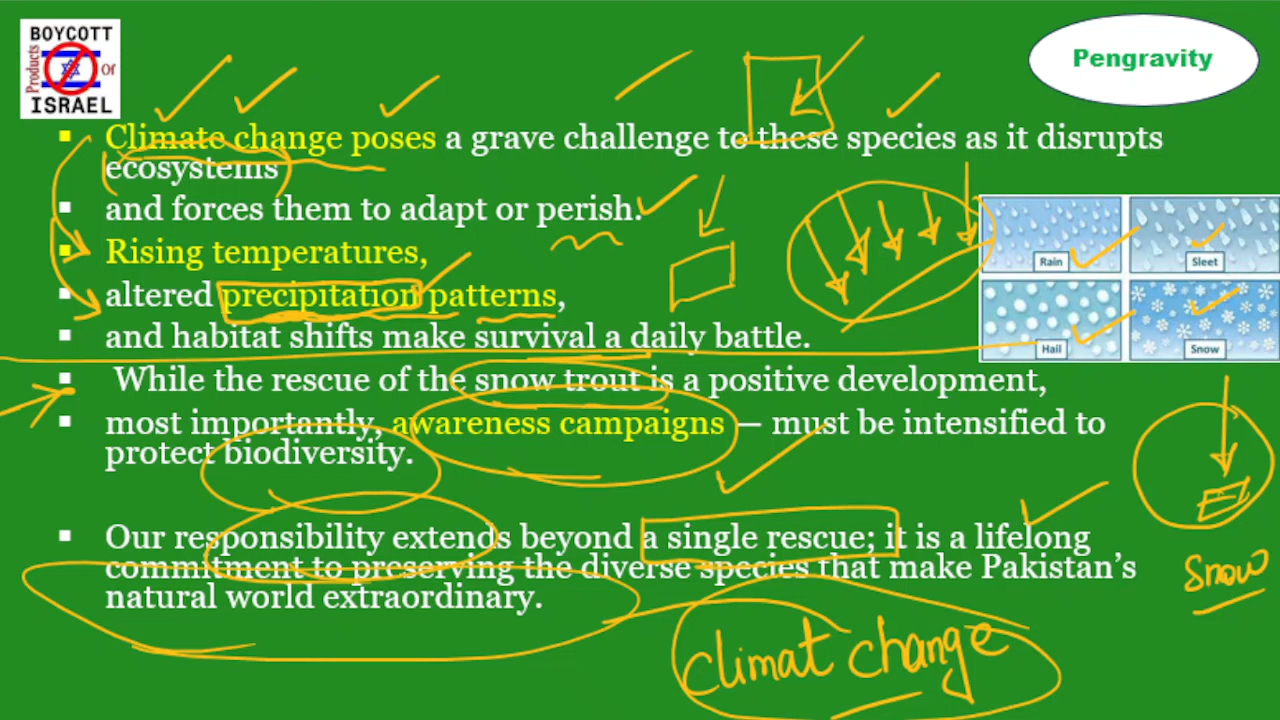 BOYCOTT
Products
Or
ISRAEL
Pengravity
Climate change poses a grave challenge to these species as it disrupts
ecosystems
and forces them to adapt or perish.
Rising temperatures,
altered precipitation patterns,
and habitat shifts make survival a daily battle.
Rain
Sleet
Hail
Snow
While the rescue of the snow trout is a positive development,
most importantly, awareness campaigns — must be intensified to
protect biodiversity.
Our responsibility extends beyond a single rescue; it is a lifelong
commitment to preserving the diverse species that make Pakistan’s
natural world extraordinary.
Snow
climat change